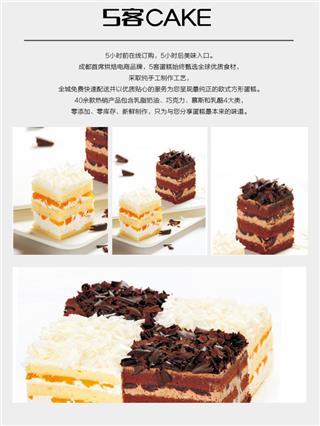 5客CAKE
5小时前在线订购，5小时后美味入口。
成都首席烘焙电商品牌，5客蛋糕始终甄选全球优质食材，
采取纯手工制作工艺，
全城免费快速配送并以优质贴心的服务为您呈现最纯正的欧式方形蛋糕。
40余款热销产品包含乳脂奶油、巧克力、慕斯和乳酪4大类，
零添加、零库存、新鲜制作，只为与您分享蛋糕最本来的味道。